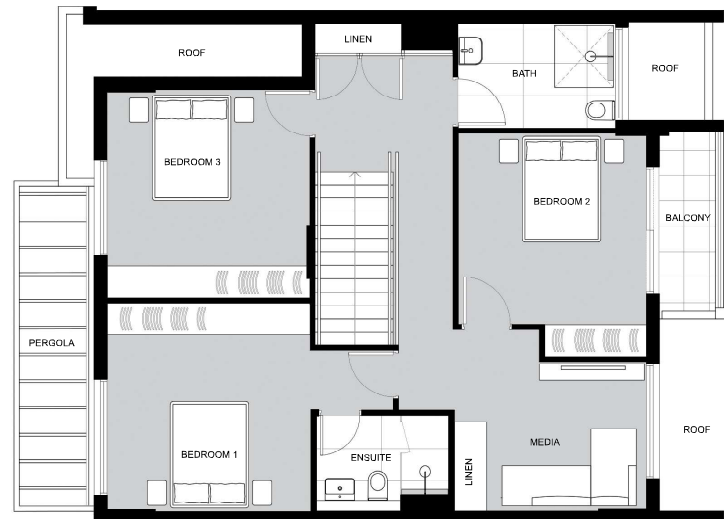 LINEN
ROOF
BATH
ROOF
BEDROOM 3
BEDROOM 2
BALCONY
PERGOLA
MEDIA
ROOF
BEDROOM 1
ENSUITE
LINEN